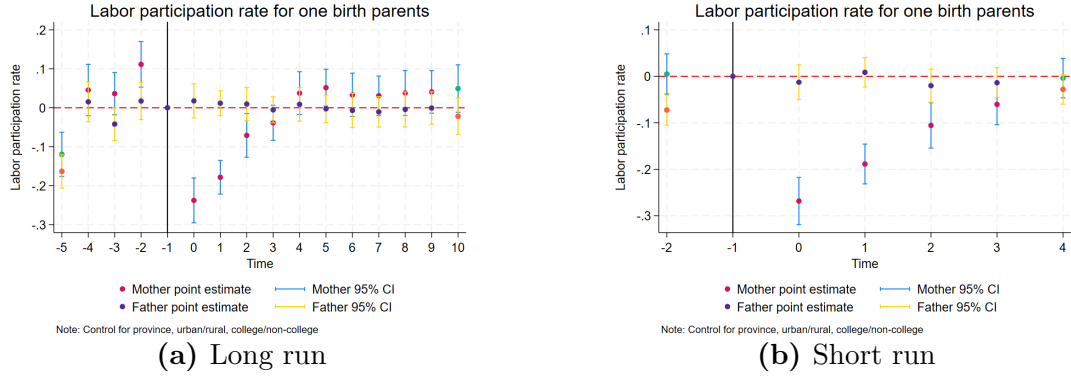 Labor participation rate for one birth parents
Labor participation rate
.2
.1
0
-.1
-.2
-.3
-5 -4 -3 -2 -1 0 1 2 3 4 5 6 7 8 9 10
Time
Mother point estimate Mother 95% CI
Father point estimate Father 95% CI
Note: Control for province, urban/rural, college/non-college
(a) Long run
Labor participation rate for one birth parents
Labor participation rate
.1
0
-.1
-.2
-.3
-2 -1 0 1 2 3 4
Time
Mother point estimate Mother 95% CI
Father point estimate Father 95% CI
Note: Control for province, urban/rural, college/non-college
(b) Short run